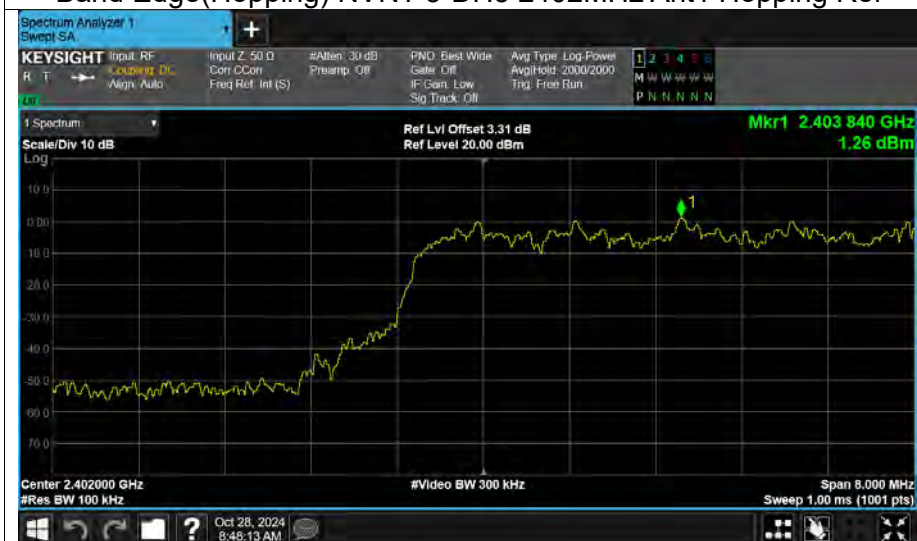 Spectrum Analyzer 1
Swept SA
+
KEYSIGHT Input: RF Input Z: 50 Ω #Atten: 30 dB PNO: Best Wide Avg Type: Log-Power 1 2 3 4 5 6
R T Coupling: DC Corr CCorr Preamp: Off Gate: Off Avg|Hold: 2000/2000 M W W W W W
Align: Auto Freq Ref: Int (S) IF Gain: Low Trig: Free Run
Sig Track: Off P N N N N N
1 Spectrum Ref Lvl Offset 3.31 dB Mkr1 2.403 840 GHz
Scale/Div 10 dB Ref Level 20.00 dBm 1.26 dBm
Log
10.0
1
0.00
-10.0
-20.0
-30.0
-40.0
-50.0
-60.0
-70.0
Center 2.402000 GHz #Video BW 300 kHz Span 8.000 MHz
#Res BW 100 kHz Sweep 1.00 ms (1001 pts)
? Oct 28, 2024
8:48:13 AM